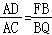 AD/AC = FB/BQ